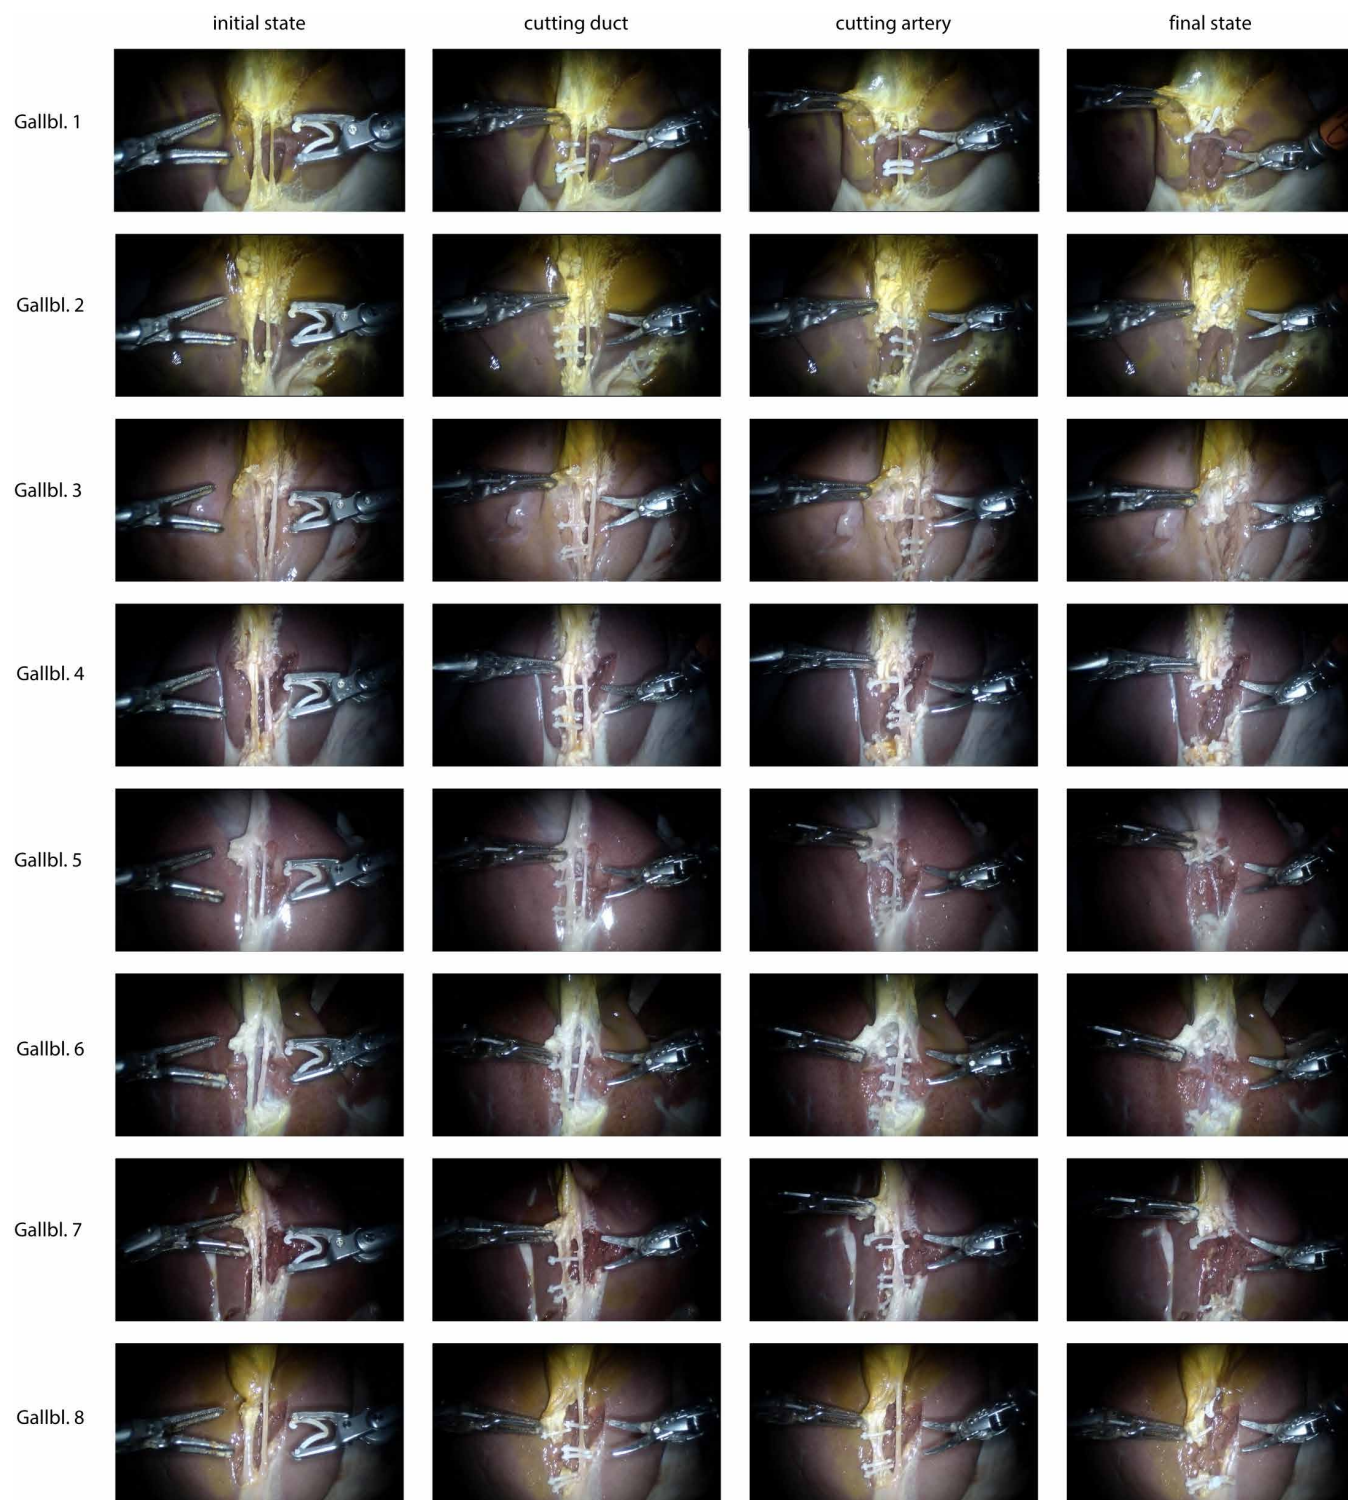 initial state cutting duct cutting artery final state
Gallbl. 1
Gallbl. 2
Gallbl. 3
Gallbl. 4
Gallbl. 5
Gallbl. 6
Gallbl. 7
Gallbl. 8